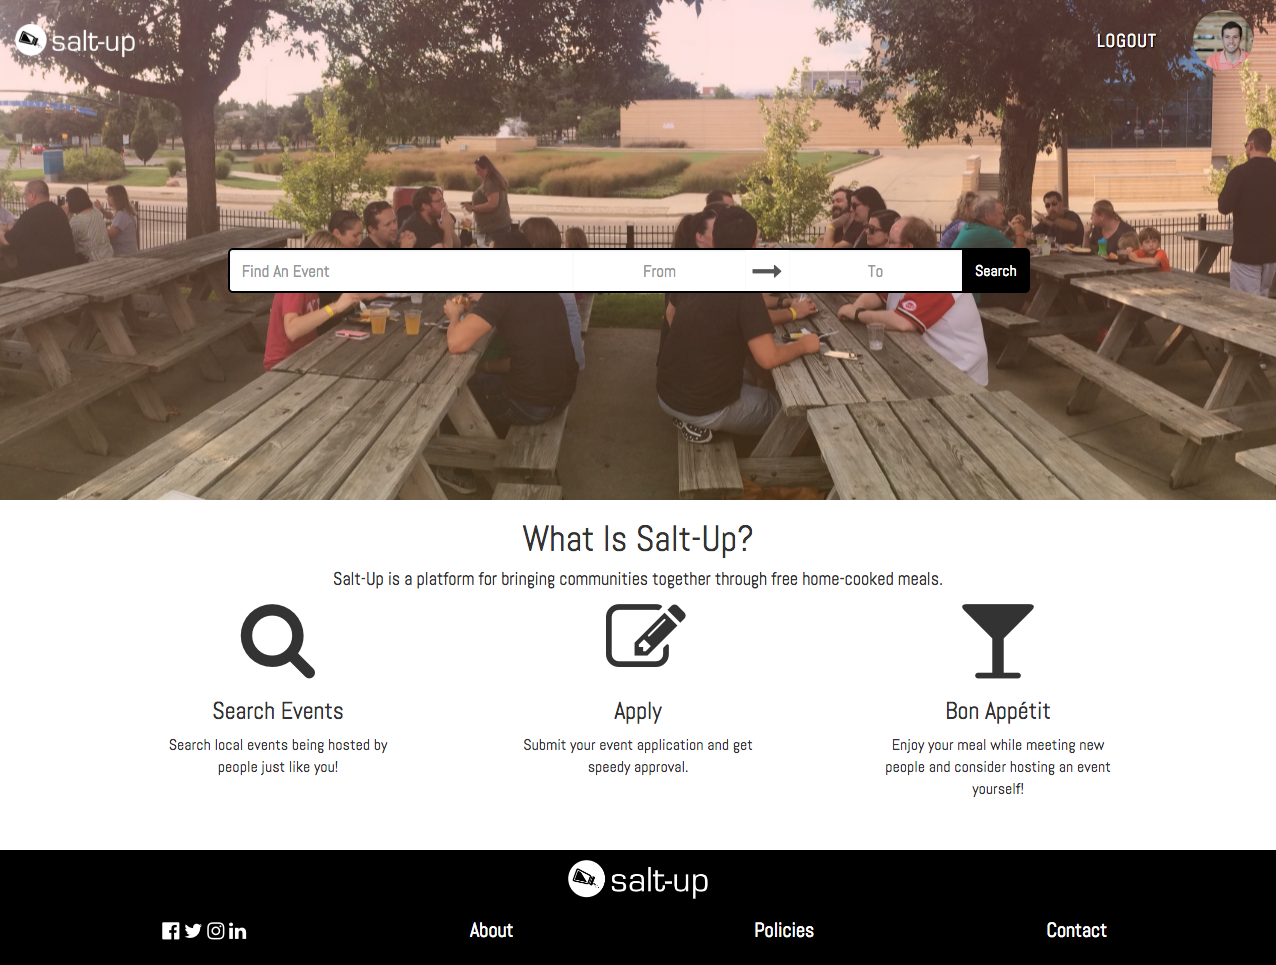 salt-up
LOGOUT
Find An Event
From
To
Search
What Is Salt-Up?
Salt-Up is a platform for bringing communities together through free home-cooked meals.
Search Events
Search local events being hosted by
people just like you!
Apply
Submit your event application and get
speedy approval.
Bon Appétit
Enjoy your meal while meeting new
people and consider hosting an event
yourself!
salt-up
About
Policies
Contact